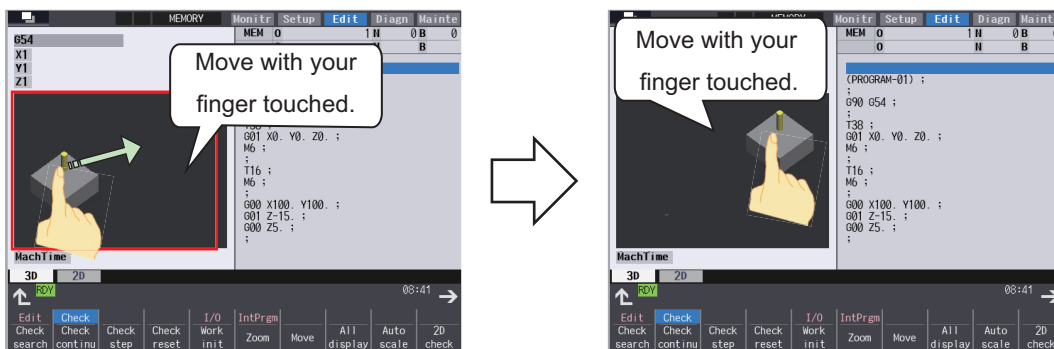 MEMORY
Monitr Setup Edit Diagn Mainte
MEM O 1 N 0 B 0
O N B
G54
X1
Y1
Z1
Move with your
finger touched.
T38 ;
G01 X0. Y0. Z0. ;
M6 ;
;
T16 ;
M6 ;
;
G00 X100. Y100. ;
G01 Z-15. ;
G00 Z5. ;
;
MachTime
3D 2D
RDY
08:41
Edit Check I/O IntPrgm
Check Check Check Check Work Zoom Move All Auto 2D
search continu step reset init display scale check
Monitr Setup Edit Diagn Maint
MEM O 1 N 0 B
O N B
Move with your
finger touched.
(PROGRAM-01) ;
;
G90 G54 ;
;
T38 ;
G01 X0. Y0. Z0. ;
M6 ;
;
T16 ;
M6 ;
;
G00 X100. Y100. ;
G01 Z-15. ;
G00 Z5. ;
;
MachTime
3D 2D
RDY
08:41
Edit Check I/O IntPrgm
Check Check Check Check Work Zoom Move All Auto 2D
search continu step reset init display scale check